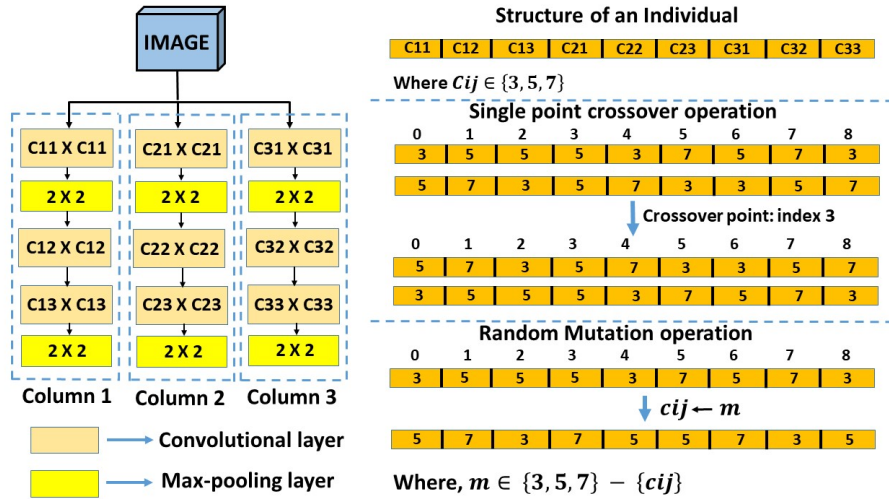 IMAGE
C11 X C11
2 X 2
C12 X C12
C13 X C13
2 X 2
Column 1
C21 X C21
2 X 2
C22 X C22
C23 X C23
2 X 2
Column 2
C31 X C31
2 X 2
C32 X C32
C33 X C33
2 X 2
Column 3
Convolutional layer
Max-pooling layer
Structure of an Individual
C11 C12 C13 C21 C22 C23 C31 C32 C33
Where Cij ∈ {3, 5, 7}
Single point crossover operation
0 1 2 3 4 5 6 7 8
3 5 5 5 3 7 5 7 3
5 7 3 5 7 3 3 5 7
Crossover point: index 3
0 1 2 3 4 5 6 7 8
5 7 3 5 7 3 3 5 7
3 5 5 5 3 7 5 7 3
Random Mutation operation
0 1 2 3 4 5 6 7 8
3 5 5 5 3 7 5 7 3
cij ← m
5 7 3 7 5 5 7 3 5
Where, m ∈ {3, 5, 7} − {cij}